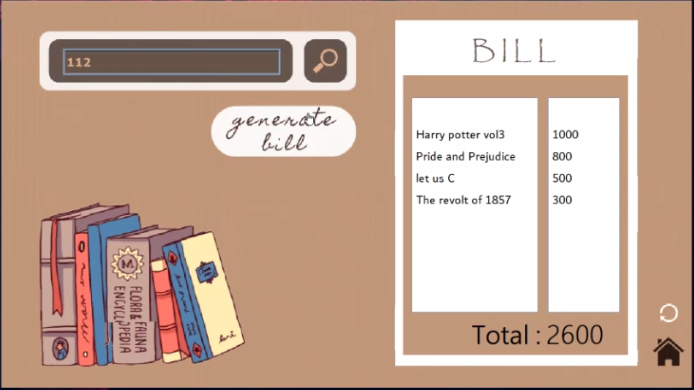 112
generate
bill
BILL
Harry potter vol3 1000
Pride and Prejudice 800
let us C 500
The revolt of 1857 300
Total : 2600
M
FLORA & FAUNA
ENCYCLOPEDIA